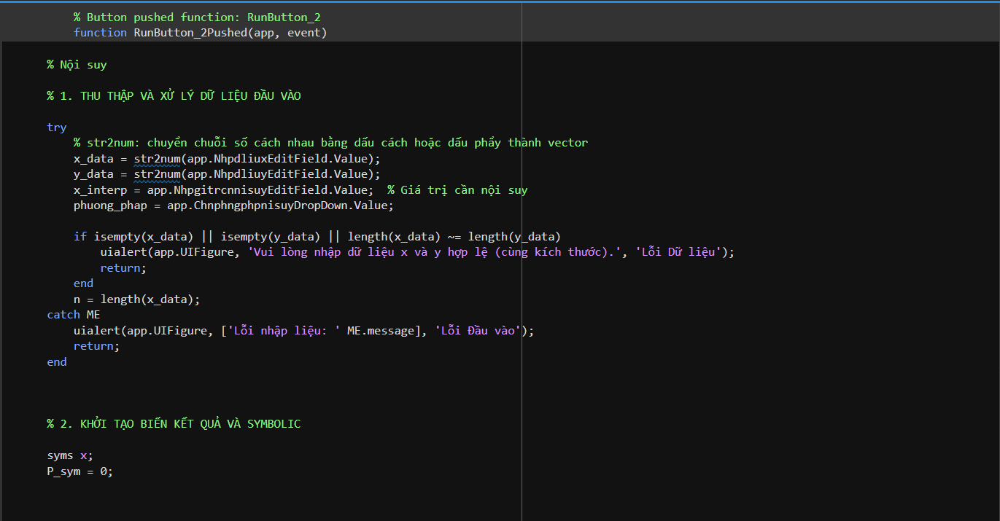 % Button pushed function: RunButton_2
function RunButton_2Pushed(app, event)
% Nội suy
% 1. THU THẬP VÀ XỬ LÝ DỮ LIỆU ĐẦU VÀO
try
% str2num: chuyển chuỗi số cách nhau bằng dấu cách hoặc dấu phẩy thành vector
x_data = str2num(app.NhpdliuxEditField.Value);
y_data = str2num(app.NhpdliuyEditField.Value);
x_interp = app.NhpgitrcnnisuyEditField.Value;  % Giá trị cần nội suy
phuong_phap = app.ChnphngphpnisuyDropDown.Value;
if isempty(x_data) || isempty(y_data) || length(x_data) ~= length(y_data)
uialert(app.UIFigure, 'Vui lòng nhập dữ liệu x và y hợp lệ (cùng kích thước).', 'Lỗi Dữ liệu');
return;
end
n = length(x_data);
catch ME
uialert(app.UIFigure, ['Lỗi nhập liệu: ' ME.message], 'Lỗi Đầu vào');
return;
end
% 2. KHỞI TẠO BIẾN KẾT QUẢ VÀ SYMBOLIC
syms x;
P_sym = 0;